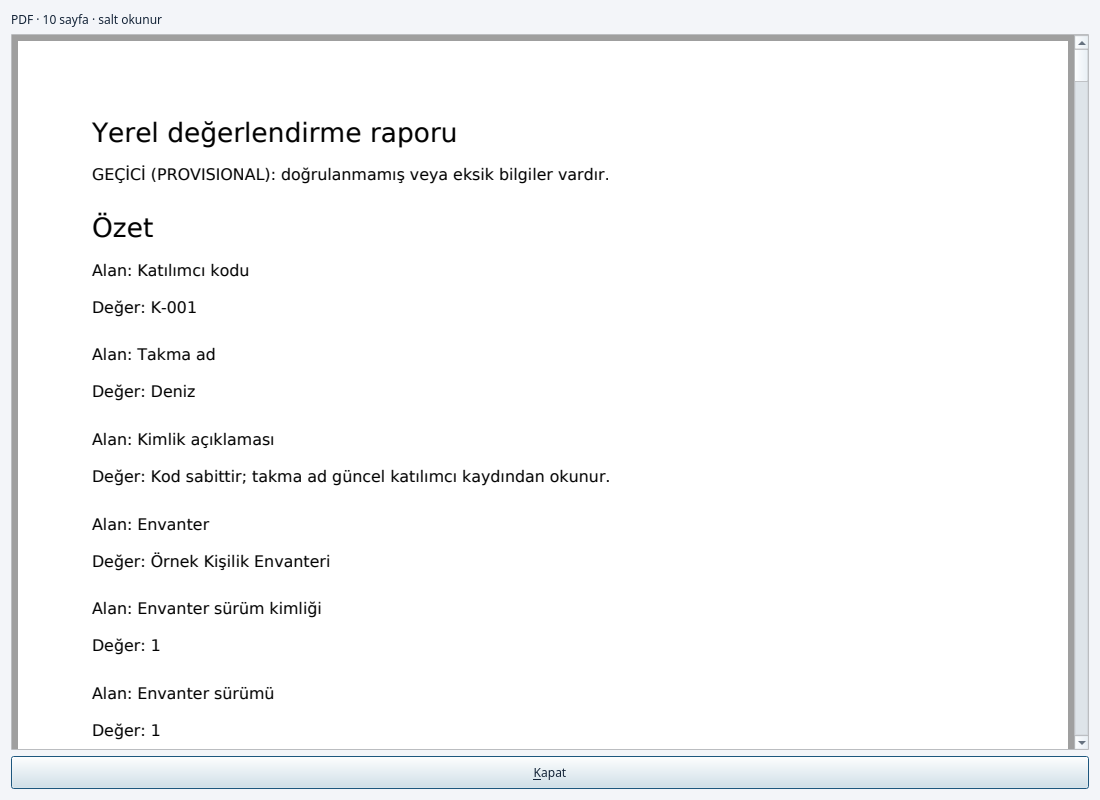 PDF · 10 sayfa · salt okunur
Yerel değerlendirme raporu
GEÇİCİ (PROVISIONAL): doğrulanmamış veya eksik bilgiler vardır.
Özet
Alan: Katılımcı kodu
Değer: K-001
Alan: Takma ad
Değer: Deniz
Alan: Kimlik açıklaması
Değer: Kod sabittir; takma ad güncel katılımcı kaydından okunur.
Alan: Envanter
Değer: Örnek Kişilik Envanteri
Alan: Envanter sürüm kimliği
Değer: 1
Alan: Envanter sürümü
Değer: 1
Kapat